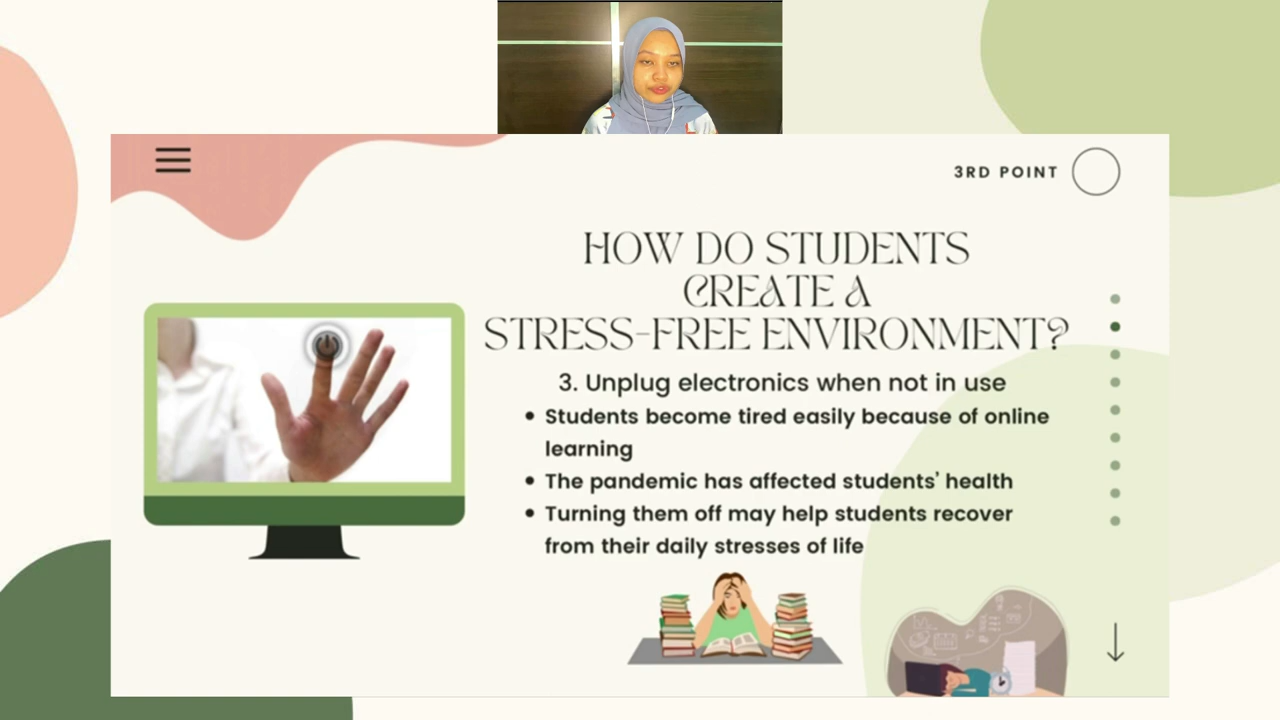 3RD POINT
HOW DO STUDENTS
CREATE A
STRESS-FREE ENVIRONMENT?
3. Unplug electronics when not in use
• Students become tired easily because of online
learning
• The pandemic has affected students' health
• Turning them off may help students recover
from their daily stresses of life